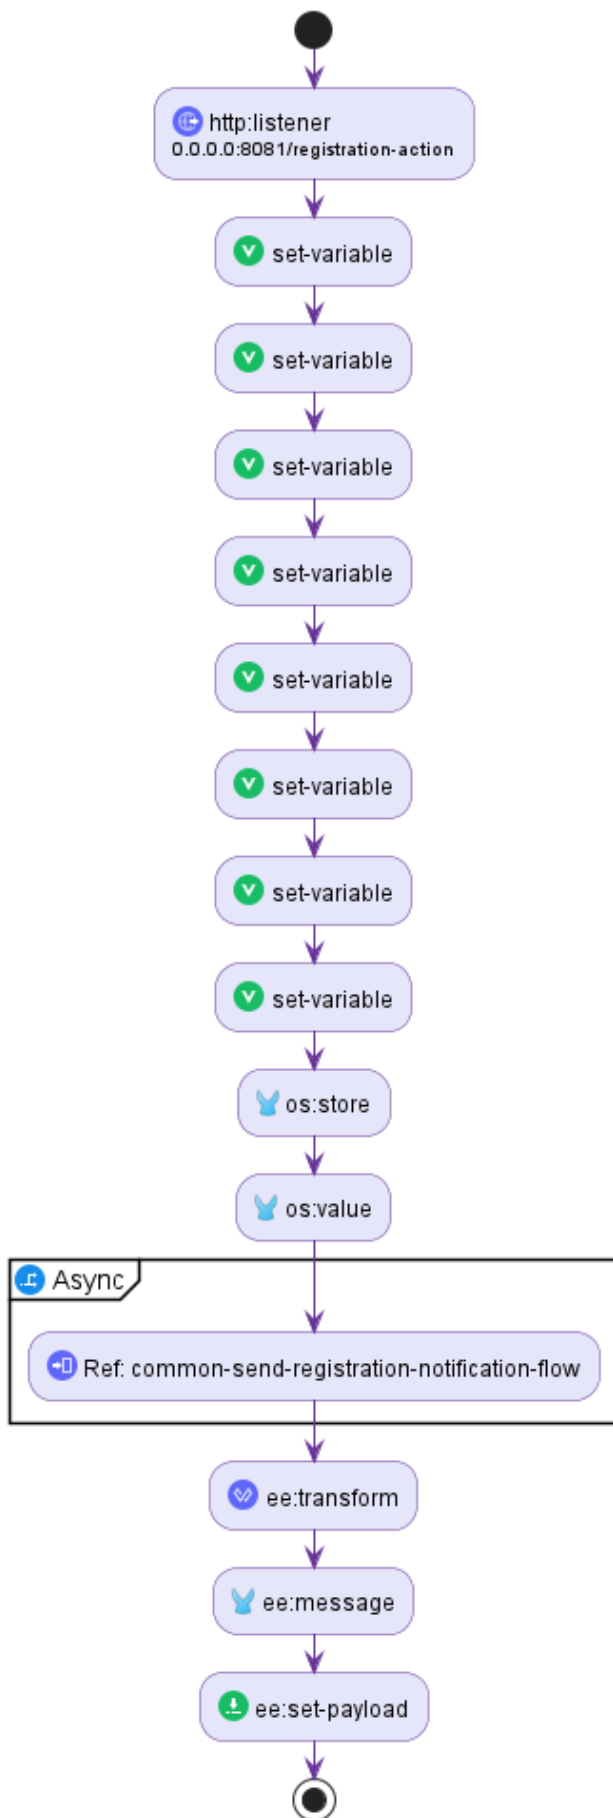 http:listener
0.0.0.0:8081/registration-action
set-variable
set-variable
set-variable
set-variable
set-variable
set-variable
set-variable
set-variable
os:store
os:value
Async
Ref: common-send-registration-notification-flow
ee:transform
ee:message
ee:set-payload